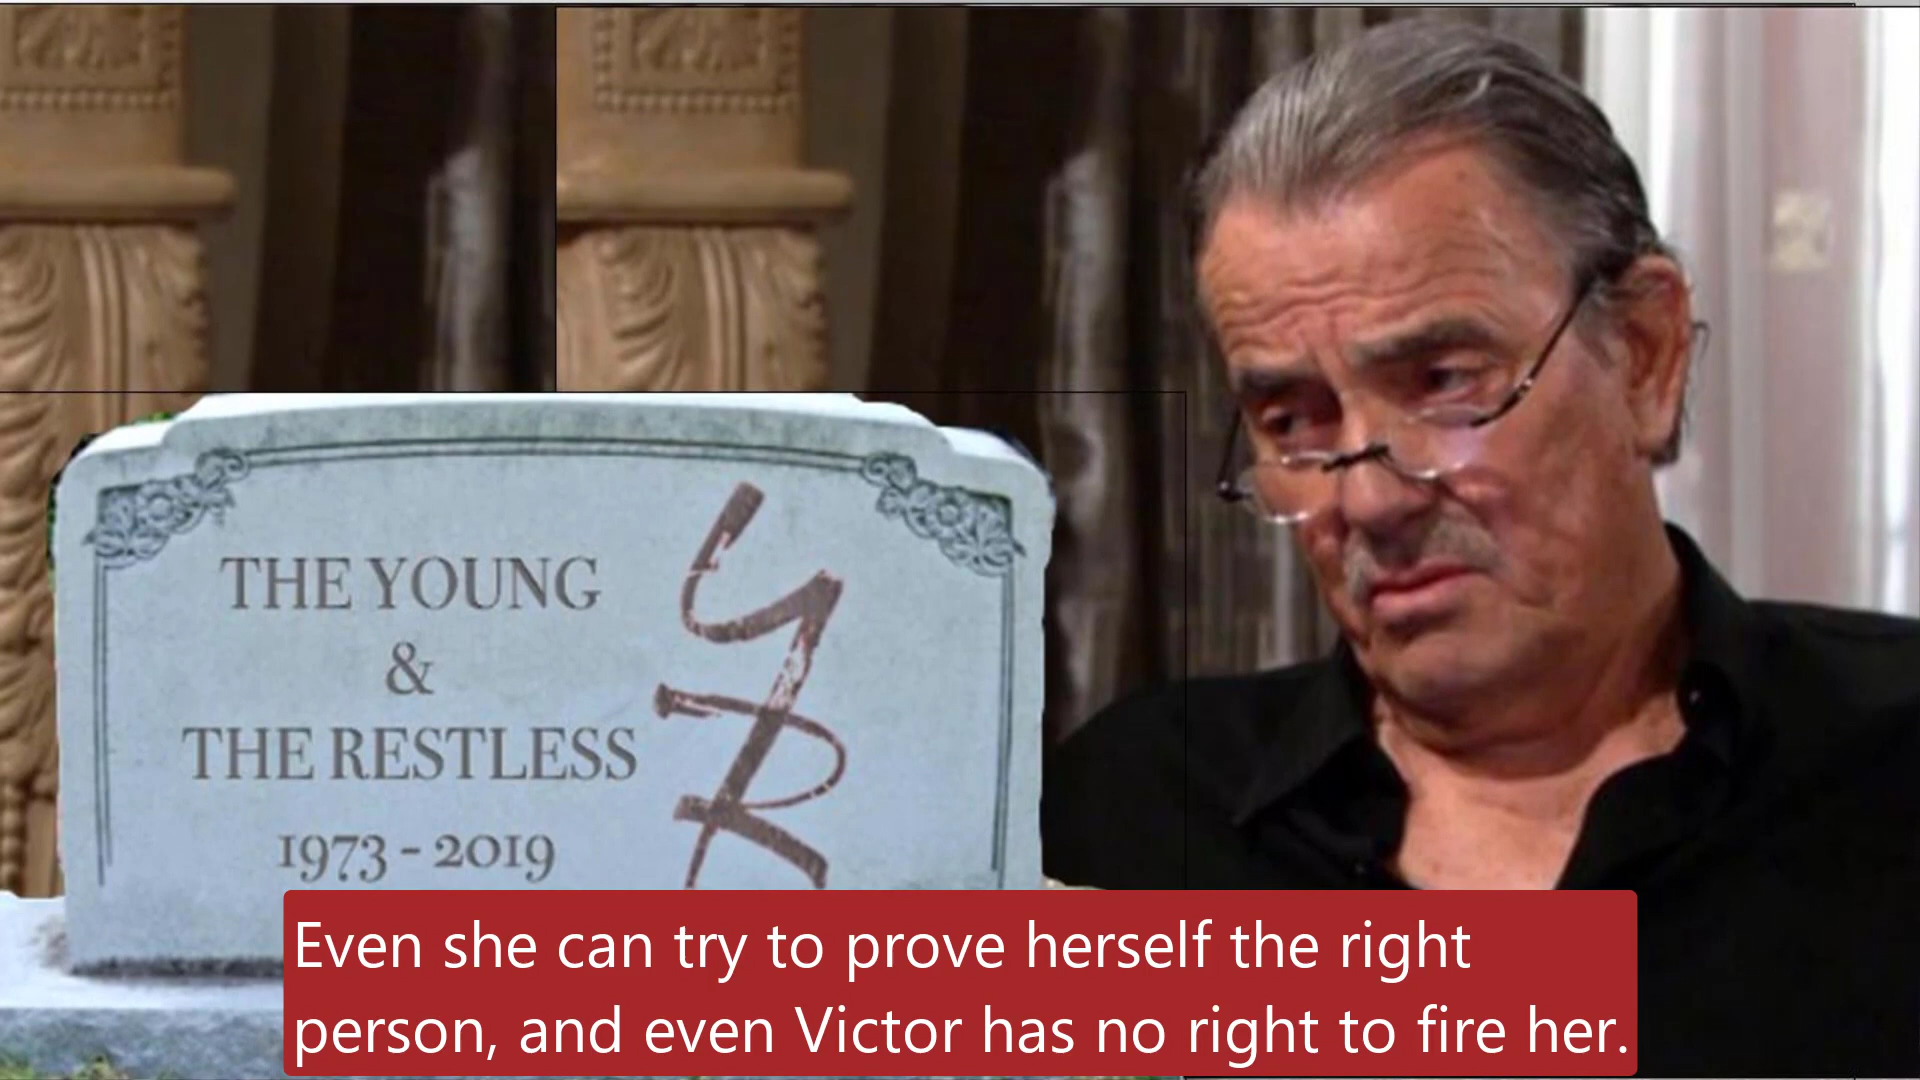 THE YOUNG
&
THE RESTLESS
1973 - 2019
YR
Even she can try to prove herself the right
person, and even Victor has no right to fire her.